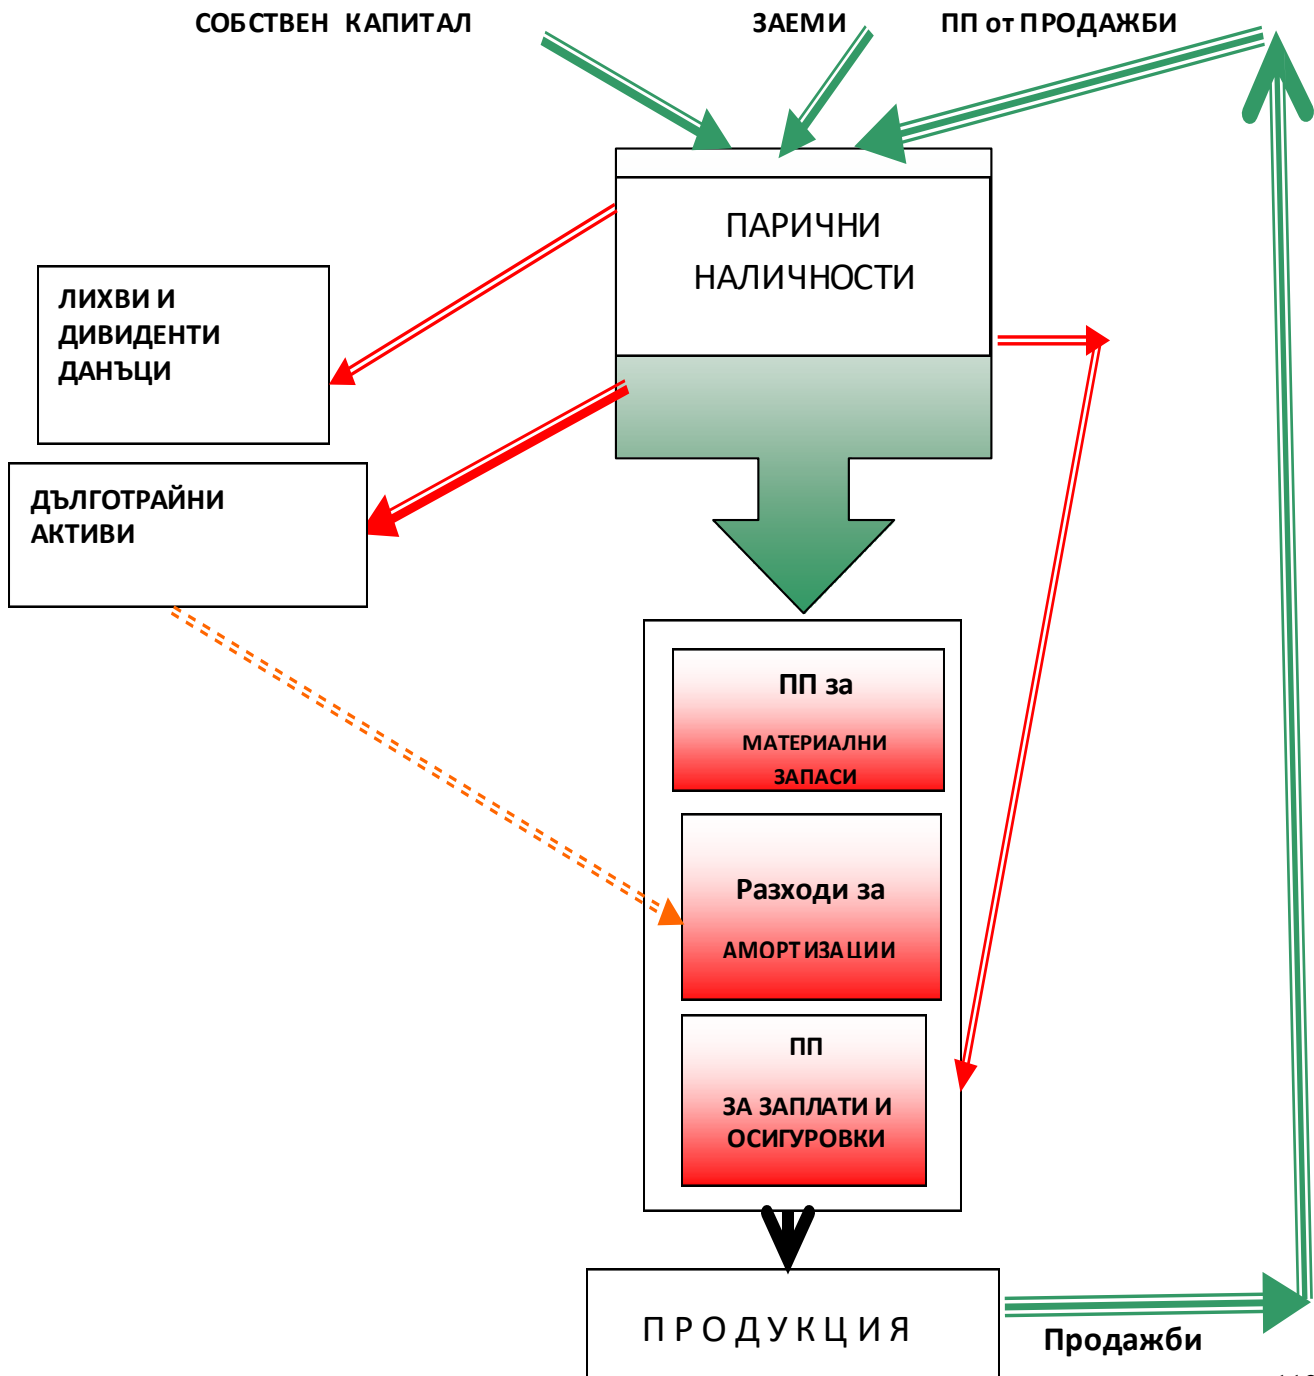 СОБСТВЕН КАПИТАЛ ЗАЕМИ ПП от ПРОДАЖБИ
ПАРИЧНИ
НАЛИЧНОСТИ
ЛИХВИ И
ДИВИДЕНТИ
ДАНЪЦИ
ДЪЛГОТРАЙНИ
АКТИВИ
ПП за
МАТЕРИАЛНИ
ЗАПАСИ
Разходи за
АМОРТИЗАЦИИ
ПП
ЗА ЗАПЛАТИ И
ОСИГУРОВКИ
ПРОДУКЦИЯ
Продажби